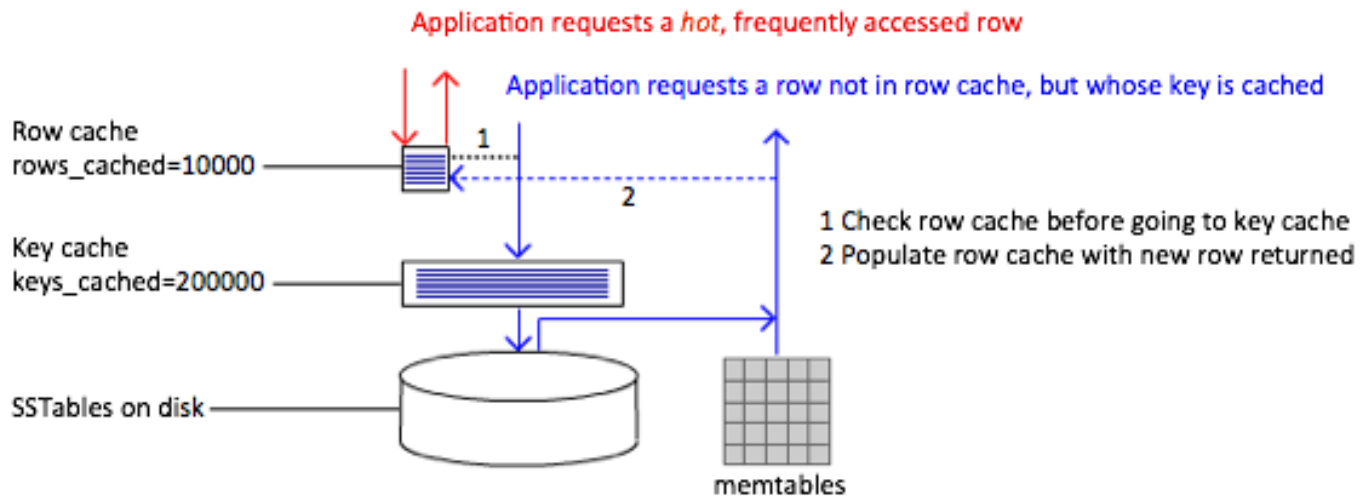 Application requests a hot, frequently accessed row
Application requests a row not in row cache, but whose key is cached
Row cache
rows_cached=10000
1
2
1 Check row cache before going to key cache
2 Populate row cache with new row returned
Key cache
keys_cached=200000
SSTables on disk
memtables